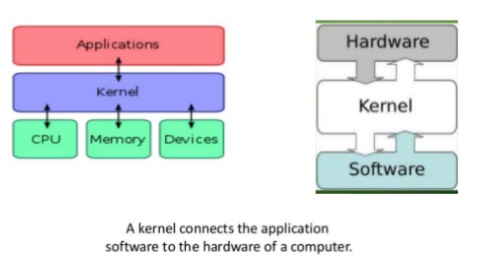 Applications
Kernel
CPU Memory Devices
Hardware
Kernel
Software
A kernel connects the application
software to the hardware of a computer.